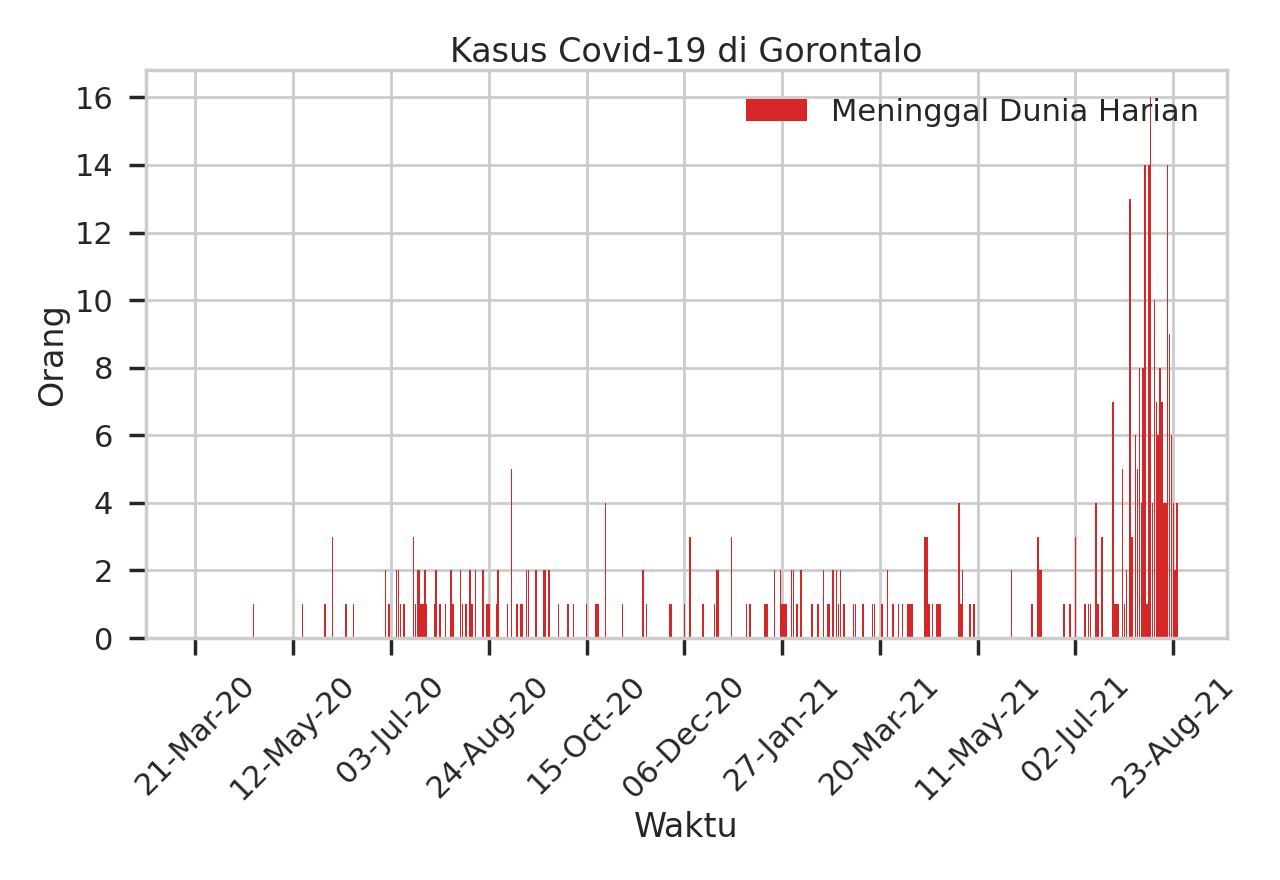 Kasus Covid-19 di Gorontalo
Meninggal Dunia Harian
Orang
16
14
12
10
8
6
4
2
0
21-Mar-20
12-May-20
03-Jul-20
24-Aug-20
15-Oct-20
06-Dec-20
27-Jan-21
20-Mar-21
11-May-21
02-Jul-21
23-Aug-21
Waktu